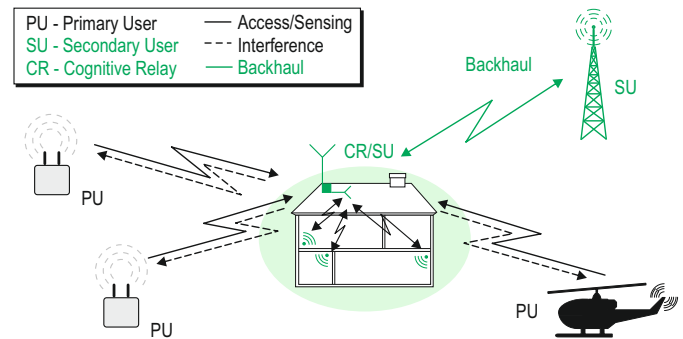 PU - Primary User
SU - Secondary User
CR - Cognitive Relay
Access/Sensing
Interference
Backhaul
Backhaul
SU
CR/SU
PU
PU
PU